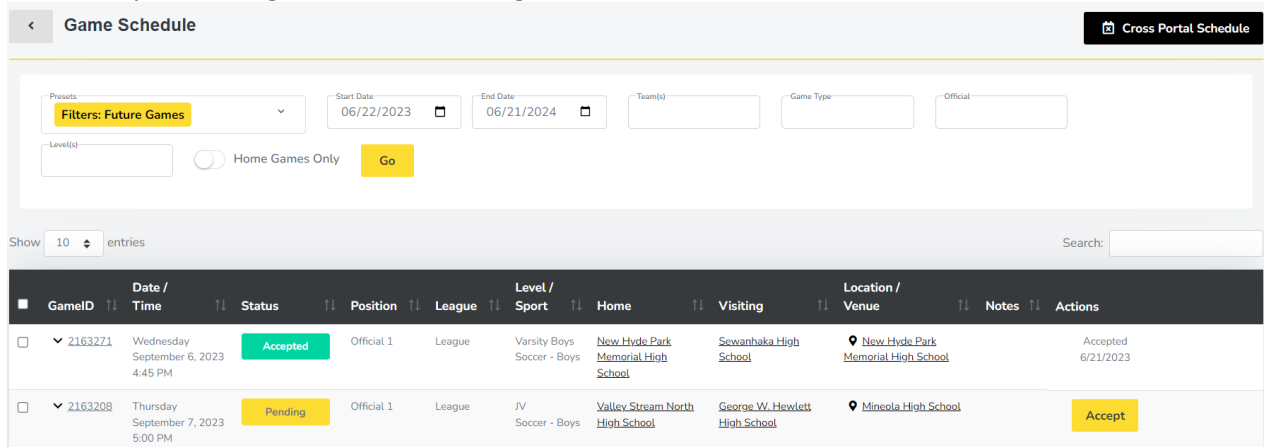 Game Schedule
Cross Portal Schedule
Presets
Filters: Future Games
Start Date
06/22/2023
End Date
06/21/2024
Team(s)
Game Type
Official
Level(s)
Home Games Only
Go
Show 10 entries
Search:
GameID
Date /
Time
Status
Position
League
Level /
Sport
Home
Visiting
Location /
Venue
Notes
Actions
2163271
Wednesday
September 6, 2023
4:45 PM
Accepted
Official 1
League
Varsity Boys
Soccer - Boys
New Hyde Park
Memorial High
School
Sewanhaka High
School
New Hyde Park
Memorial High School
Accepted
6/21/2023
2163208
Thursday
September 7, 2023
5:00 PM
Pending
Official 1
League
JV
Soccer - Boys
Valley Stream North
High School
George W. Hewlett
High School
Mineola High School
Accept